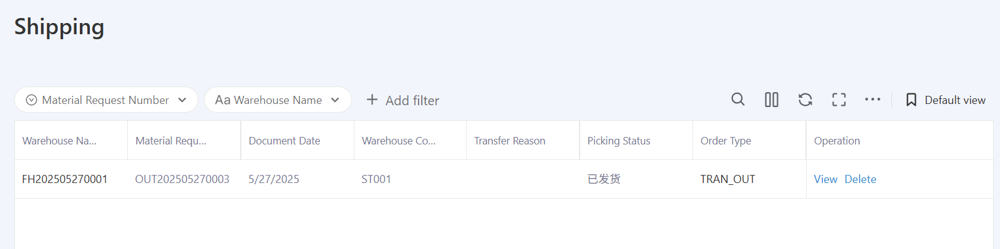 Shipping
Material Request Number Aa Warehouse Name + Add filter Default view
Warehouse Na... Material Requ... Document Date Warehouse Co... Transfer Reason Picking Status Order Type Operation
FH202505270001 OUT202505270003 5/27/2025 ST001 已发货 TRAN_OUT View Delete